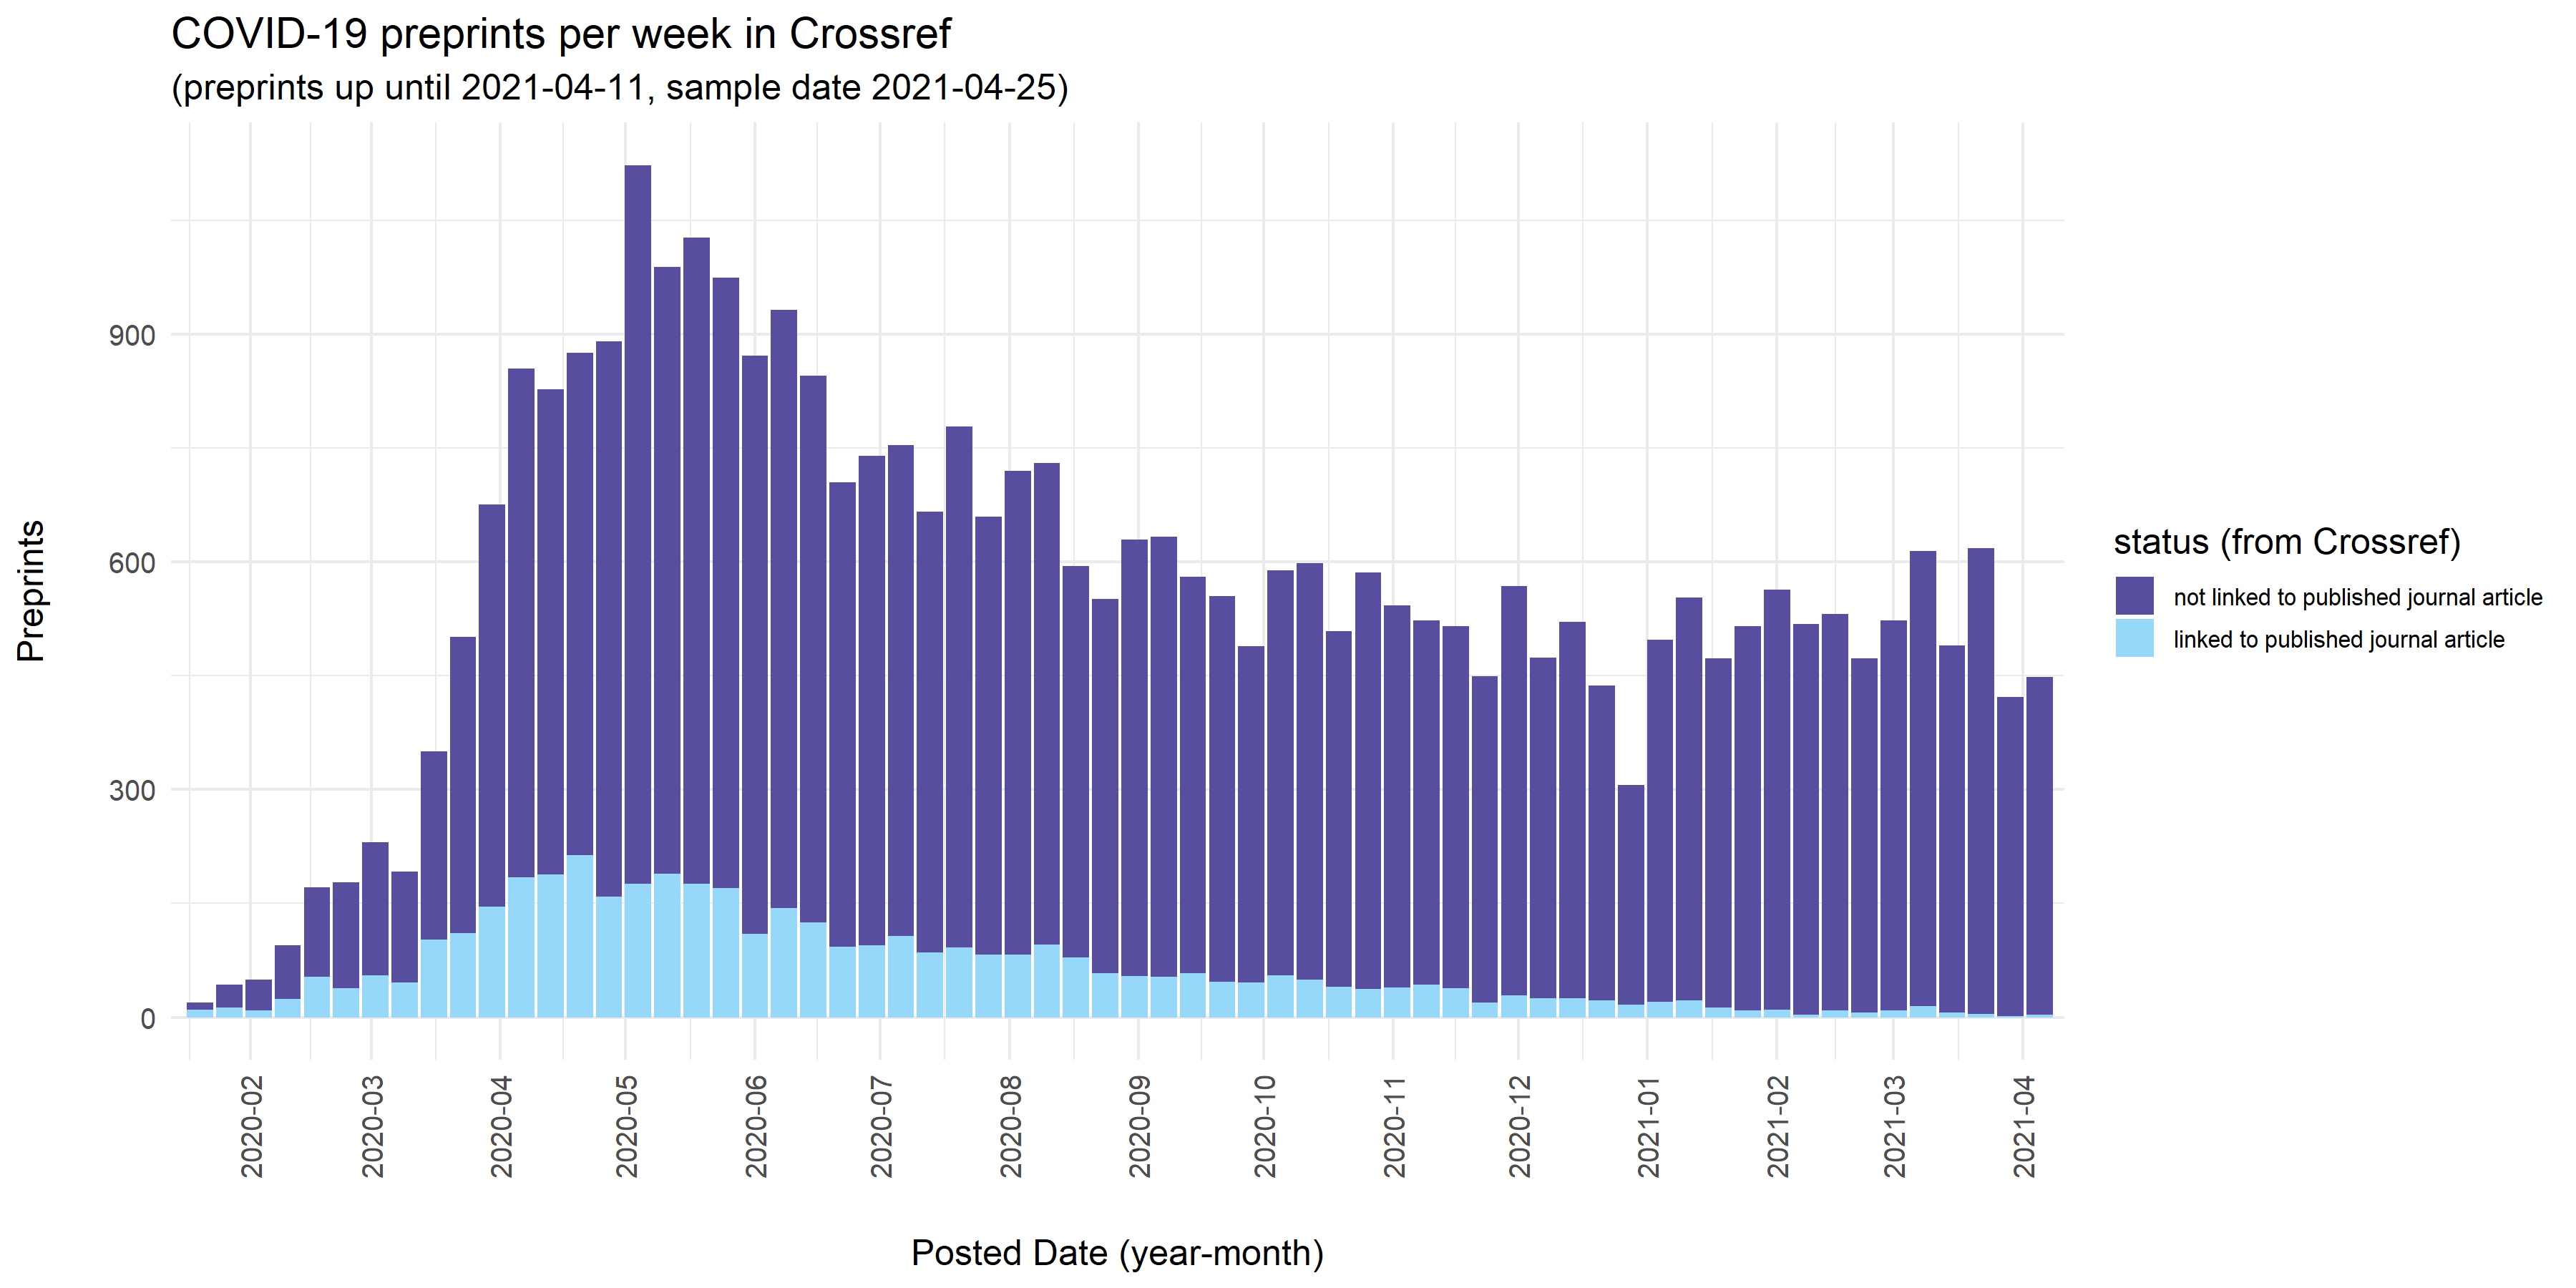 COVID-19 preprints per week in Crossref
(preprints up until 2021-04-11, sample date 2021-04-25)
Preprints
900
600
300
0
2020-02
2020-03
2020-04
2020-05
2020-06
2020-07
2020-08
2020-09
2020-10
2020-11
2020-12
2021-01
2021-02
2021-03
2021-04
Posted Date (year-month)
status (from Crossref)
not linked to published journal article
linked to published journal article